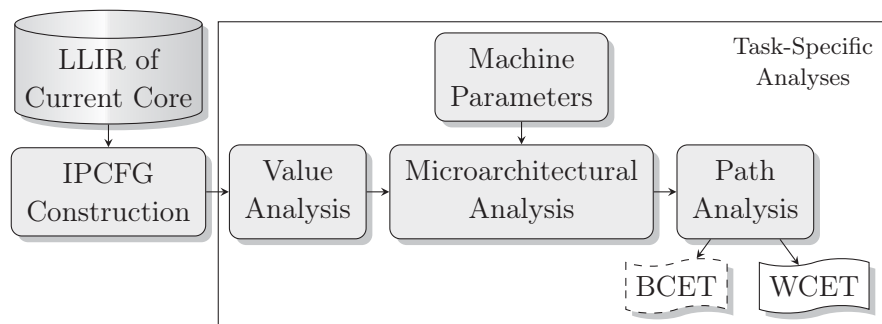 LLIR of
Current Core
Machine
Parameters
Task-Specific
Analyses
IPCFG
Construction
Value
Analysis
Microarchitectural
Analysis
Path
Analysis
BCET
WCET